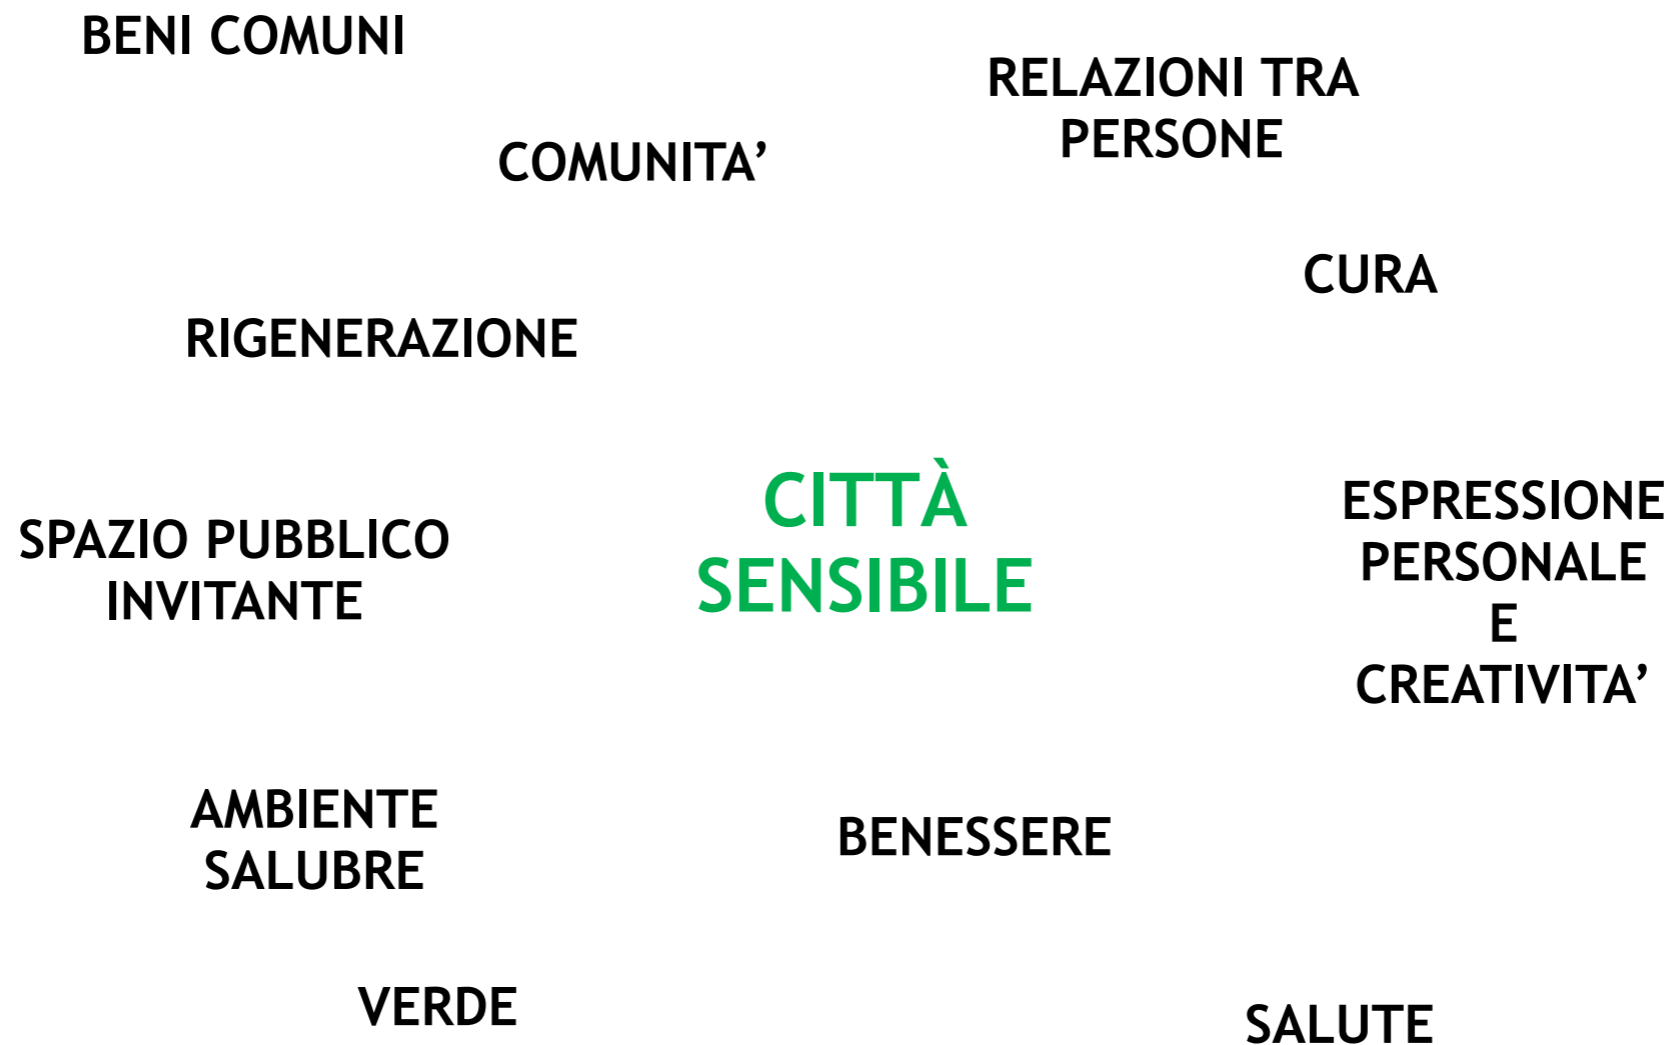 BENI COMUNI
RELAZIONI TRA
PERSONE
COMUNITA’
CURA
RIGENERAZIONE
CITTÀ
SENSIBILE
ESPRESSIONE
PERSONALE
E
CREATIVITA’
SPAZIO PUBBLICO
INVITANTE
AMBIENTE
SALUBRE
BENESSERE
VERDE
SALUTE